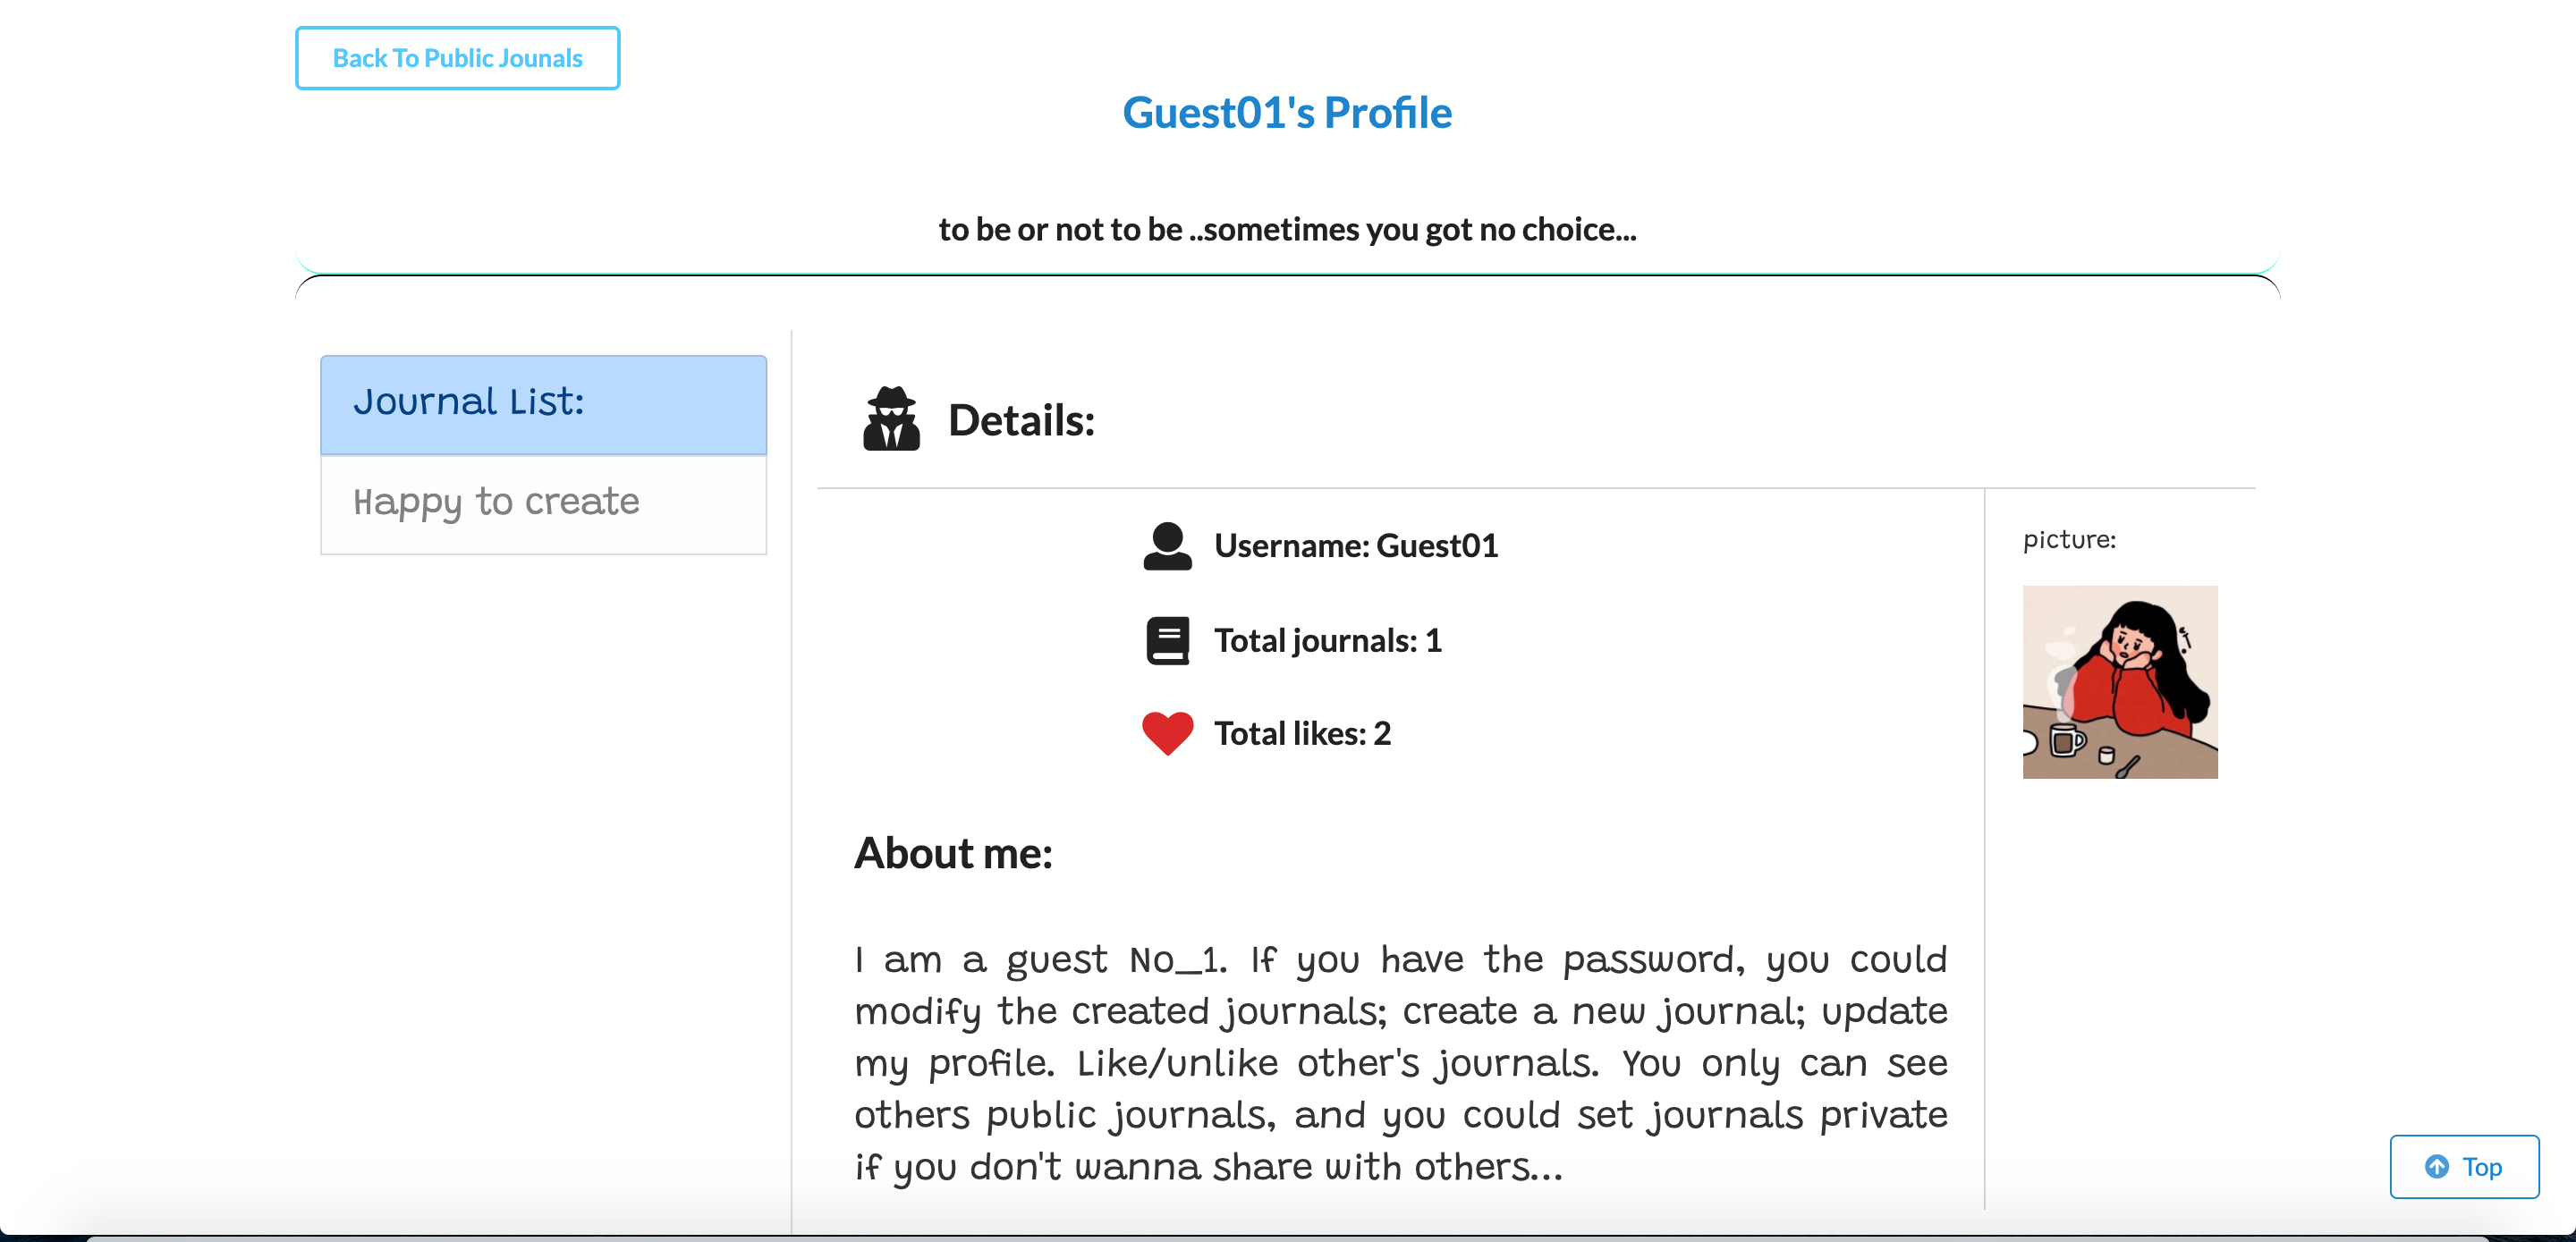 Back To Public Jounals
Guest01's Profile
to be or not to be ..sometimes you got no choice...
Journal List:
Happy to create
Details:
Username: Guest01
Total journals: 1
Total likes: 2
picture:
About me:
I am a guest No_1. If you have the password, you could
modify the created journals; create a new journal; update
my profile. Like/unlike other's journals. You only can see
others public journals, and you could set journals private
if you don't wanna share with others...
Top